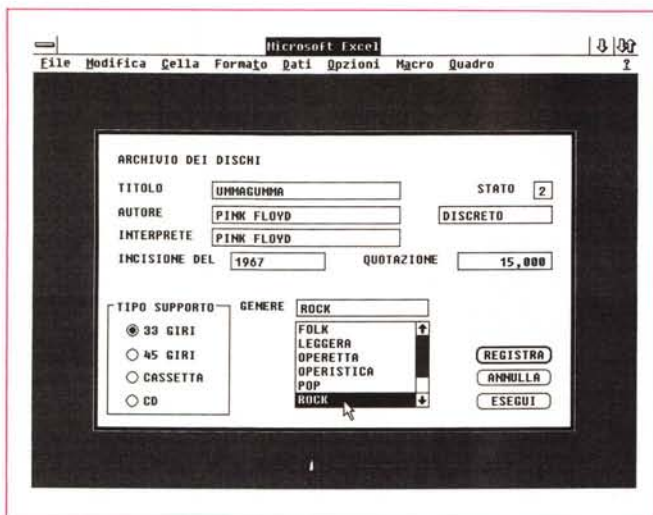 Microsoft Excel
File Modifica Cella Formato Dati Opzioni Macro Quadro ?
ARCHIVIO DEI DISCHI
TITOLO UMMAGUMMA STATO 2
AUTORE PINK FLOYD DISCRETO
INTERPRETE PINK FLOYD
INCISIONE DEL 1967 QUOTAZIONE 15,000
TIPO SUPPORTO GENERE ROCK
33 GIRI
45 GIRI
CASSETTA
CD
FOLK
LEGGERA
OPERETTA
OPERISTICA
POP
ROCK
REGISTRA
ANNULLA
ESEGUI